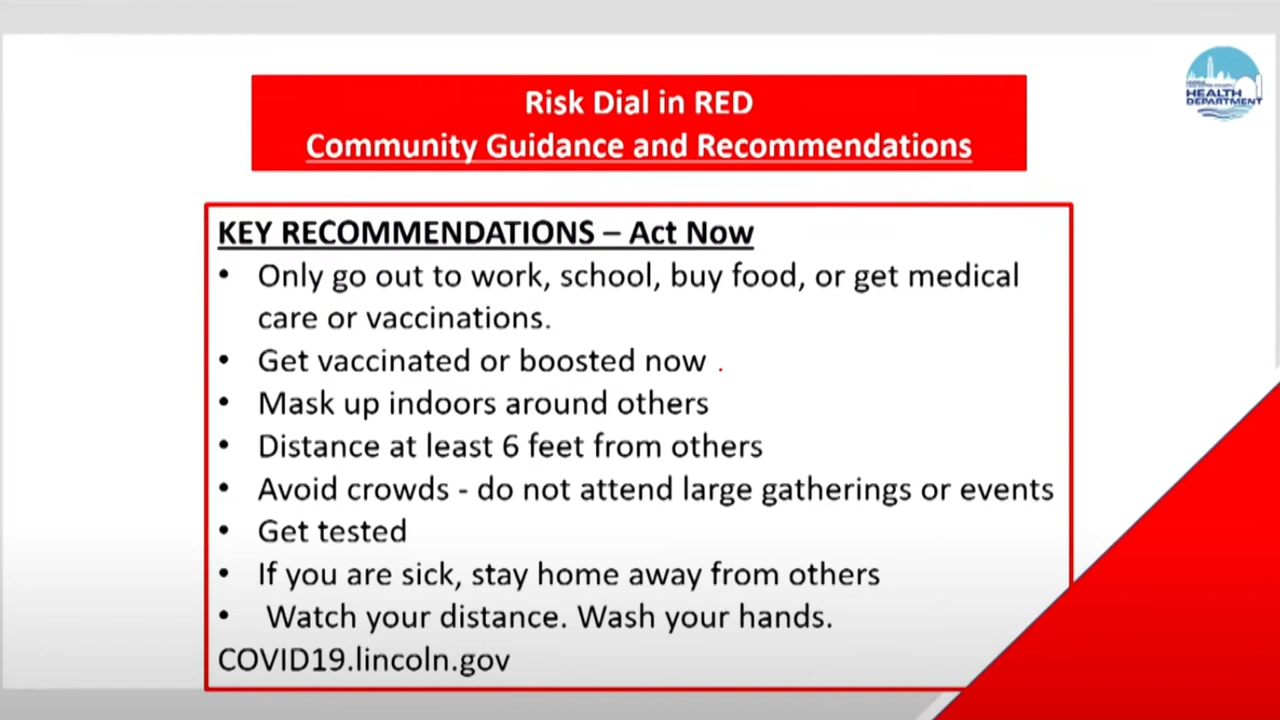 Risk Dial in RED
Community Guidance and Recommendations
HEALTH
DEPARTMENT
KEY RECOMMENDATIONS – Act Now
• Only go out to work, school, buy food, or get medical
care or vaccinations.
• Get vaccinated or boosted now .
• Mask up indoors around others
• Distance at least 6 feet from others
• Avoid crowds - do not attend large gatherings or events
• Get tested
• If you are sick, stay home away from others
• Watch your distance. Wash your hands.
COVID19.lincoln.gov